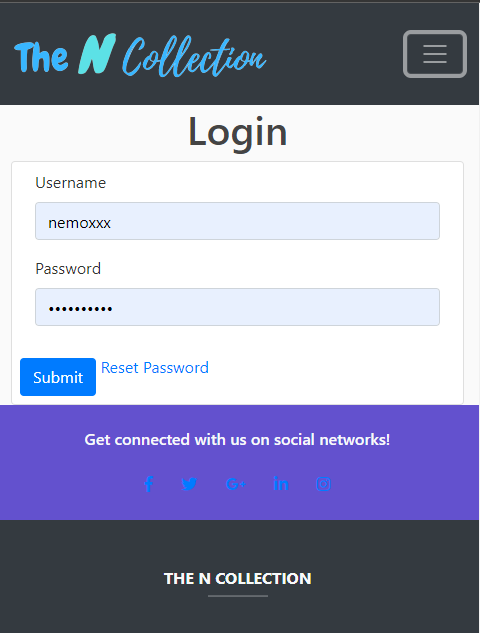 The N Collection
Login
Username
nemoxxx
Password
••••••••••
Submit Reset Password
Get connected with us on social networks!
THE N COLLECTION